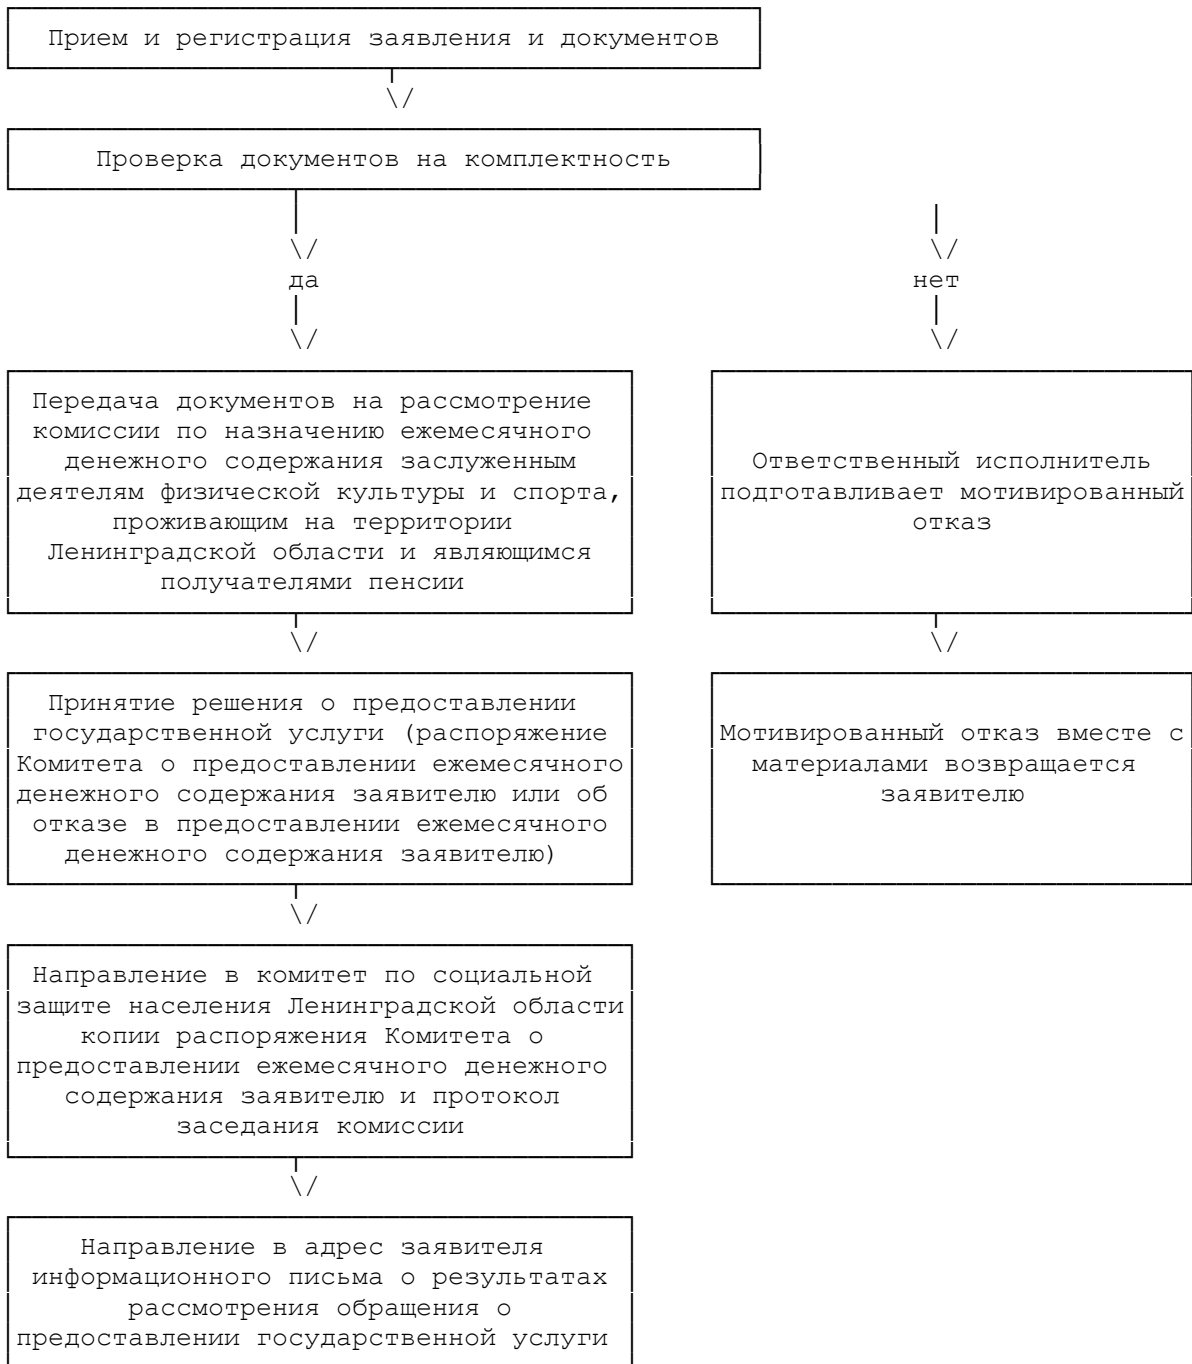 Прием и регистрация заявления и документов
Проверка документов на комплектность
да
нет
Передача документов на рассмотрение
комиссии по назначению ежемесячного
денежного содержания заслуженным
деятелям физической культуры и спорта,
проживающим на территории
Ленинградской области и являющимся
получателями пенсии
Ответственный исполнитель
подготавливает мотивированный
отказ
Принятие решения о предоставлении
государственной услуги (распоряжение
Комитета о предоставлении ежемесячного
денежного содержания заявителю или об
отказе в предоставлении ежемесячного
денежного содержания заявителю)
Мотивированный отказ вместе с
материалами возвращается
заявителю
Направление в комитет по социальной
защите населения Ленинградской области
копии распоряжения Комитета о
предоставлении ежемесячного денежного
содержания заявителю и протокол
заседания комиссии
Направление в адрес заявителя
информационного письма о результатах
рассмотрения обращения о
предоставлении государственной услуги